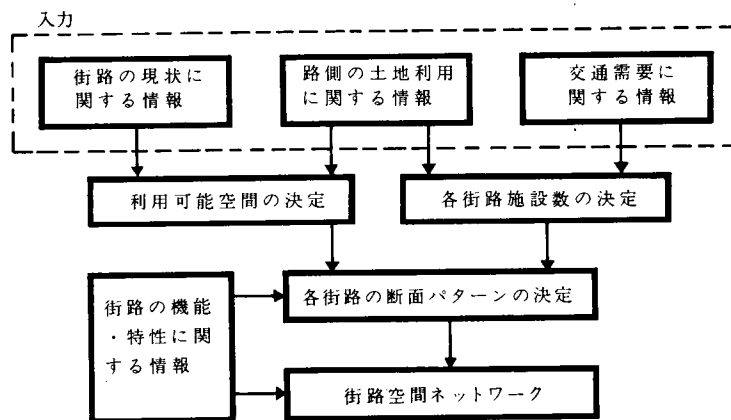 入力
街路の現状に
関する情報
路側の土地利用
に関する情報
交通需要に
関する情報
利用可能空間の決定
各街路施設数の決定
街路の機能
・特性に関
する情報
各街路の断面パターンの決定
街路空間ネットワーク